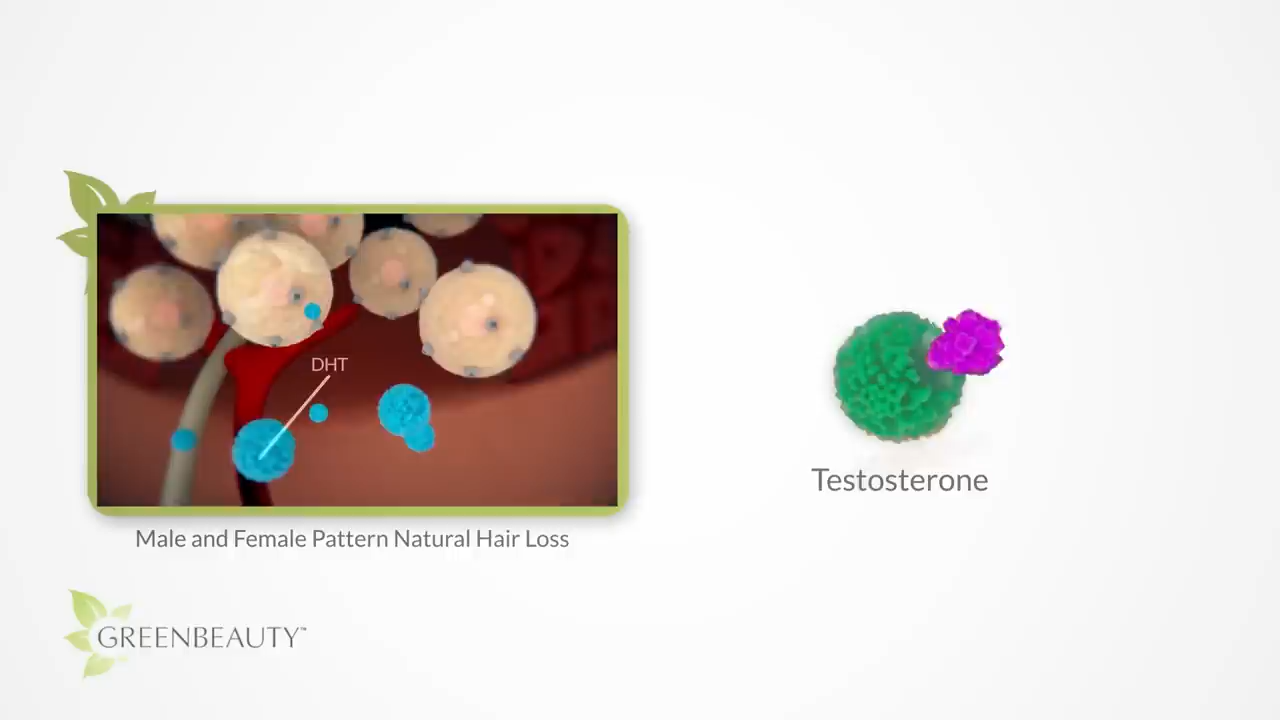 DHT
Testosterone
Male and Female Pattern Natural Hair Loss
GREENBEAUTY™